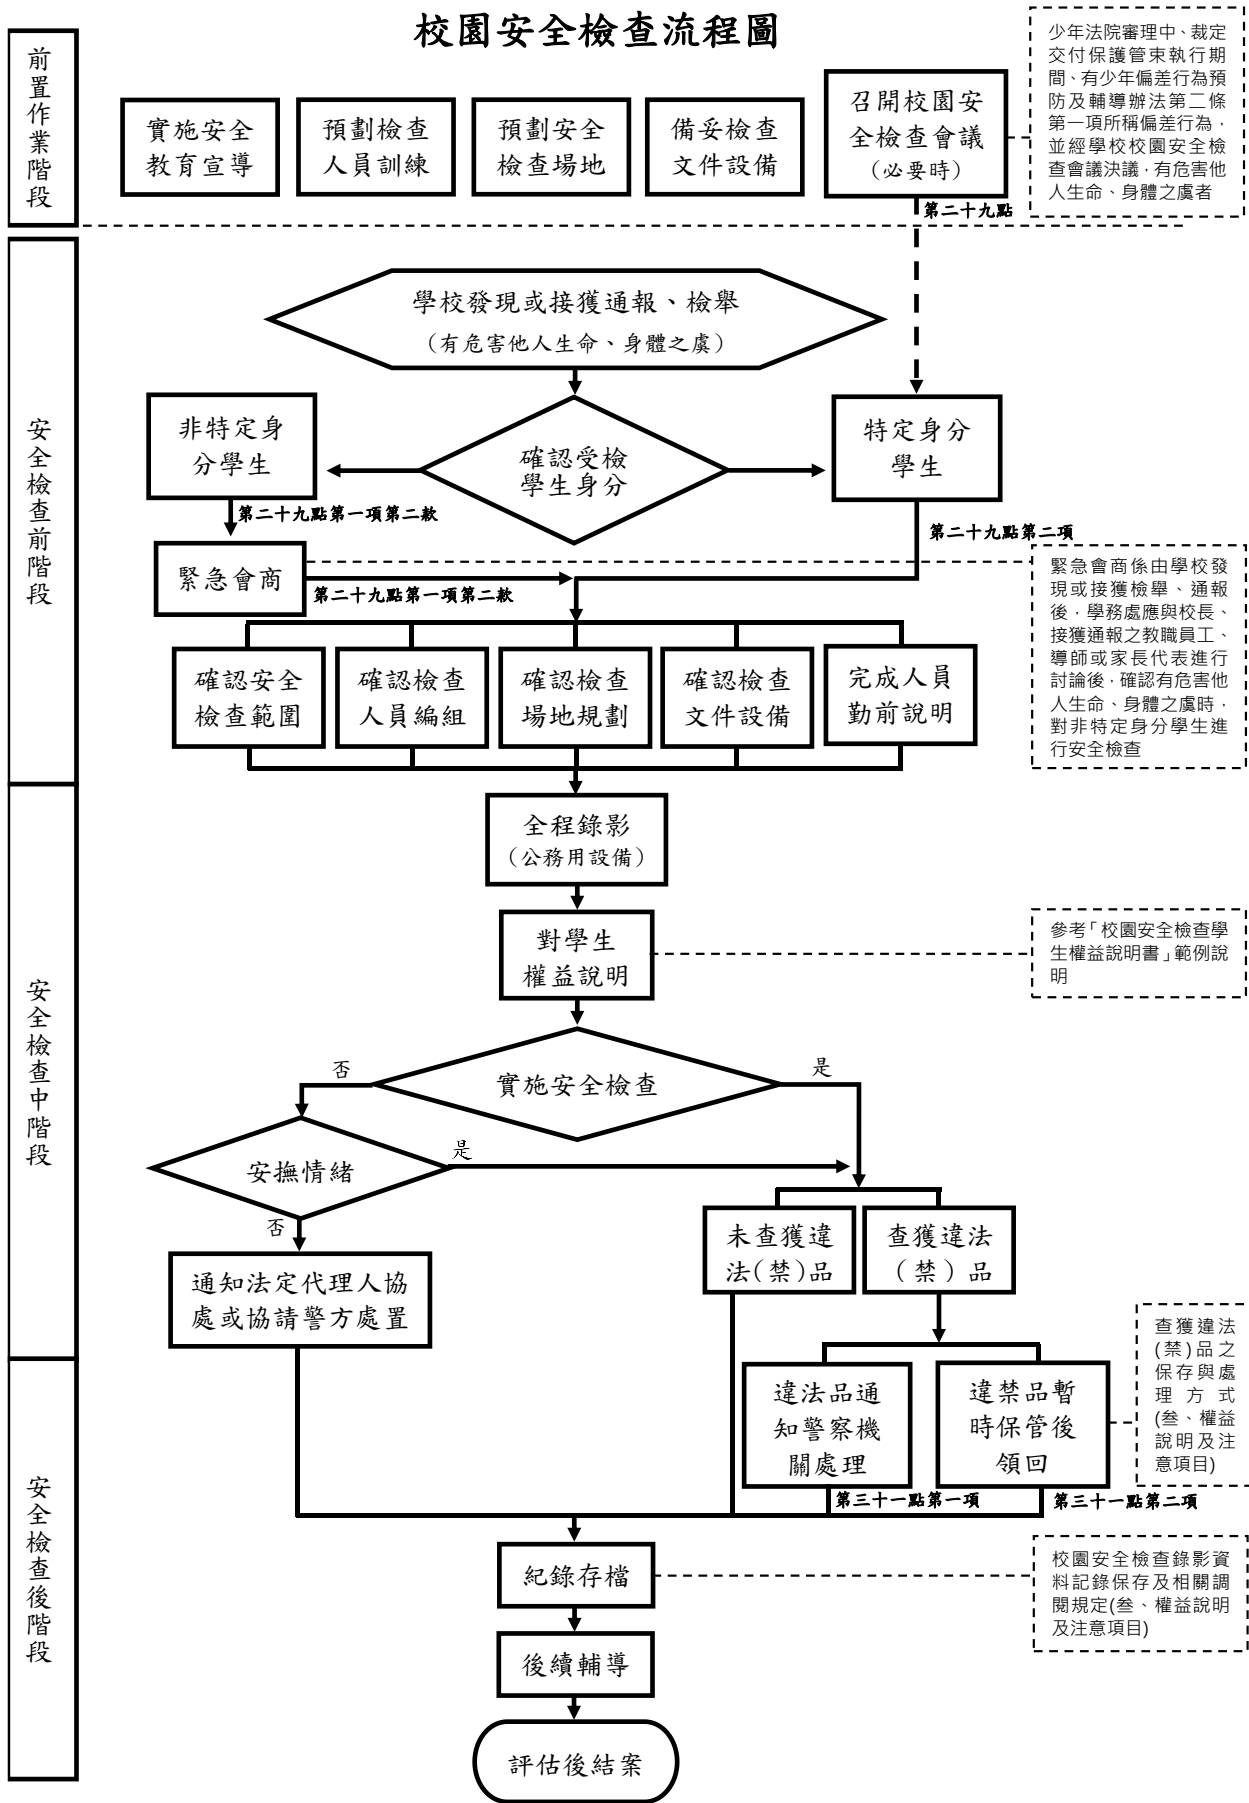 校園安全檢查流程圖
前置作業階段
實施安全
教育宣導
預劃檢查
人員訓練
預劃安全
檢查場地
備妥檢查
文件設備
召開校園安
全檢查會議
(必要時)
少年法院審理中、裁定
交付保護管束執行期
間、有少年偏差行為預
防及輔導辦法第二條
第一項所稱偏差行為，
並經學校校園安全檢
查會議決議，有危害他
人生命、身體之虞者
第二十九點
安全檢查前階段
學校發現或接獲通報、檢舉
(有危害他人生命、身體之虞)
非特定身
分學生
確認受檢
學生身分
特定身分
學生
第二十九點第一項第二款
第二十九點第二項
緊急會商
第二十九點第一項第二款
緊急會商係由學校發
現或接獲檢舉、通報
後，學務處應與校長、
接獲通報之教職員工、
導師或家長代表進行
討論後，確認有危害他
人生命、身體之虞時，
對非特定身分學生進
行安全檢查
確認安全
檢查範圍
確認檢查
人員編組
確認檢查
場地規劃
確認檢查
文件設備
完成人員
勤前說明
安全檢查中階段
全程錄影
(公務用設備)
對學生
權益說明
參考「校園安全檢查學
生權益說明書」範例說
明
實施安全檢查
否
是
安撫情緒
是
否
通知法定代理人協
處或協請警方處置
未查獲違
法(禁)品
查獲違法
(禁)品
安全檢查後階段
違法品通
知警察機
關處理
違禁品暫
時保管後
領回
查獲違法
(禁)品之
保存與處
理方式
(叁、權益
說明及注
意項目)
第三十一點第一項
第三十一點第二項
紀錄存檔
校園安全檢查錄影資
料記錄保存及相關調
閱規定(叁、權益說明
及注意項目)
後續輔導
評估後結案